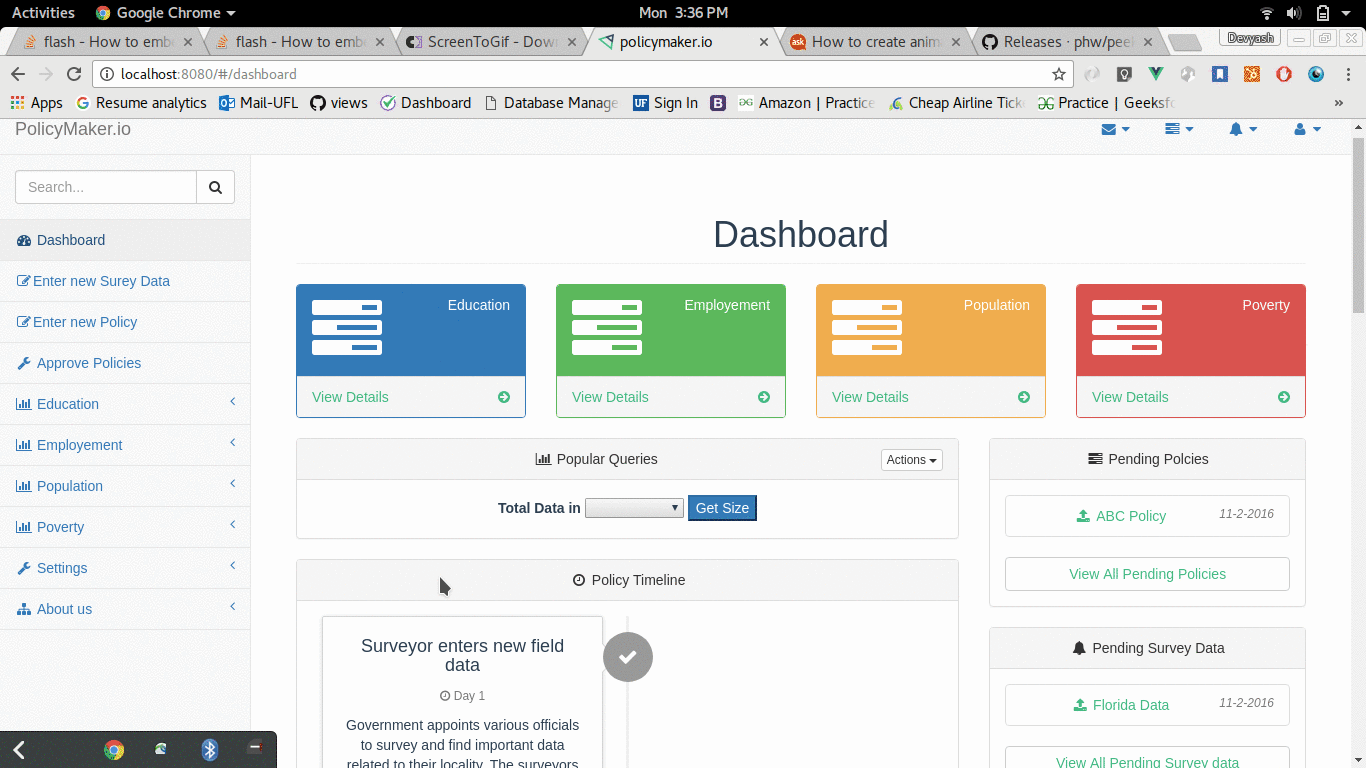 Activities Google Chrome Mon 3:36 PM
flash - How to embe flash - How to embe ScreenToGif - Dow policymaker.io How to create anim Releases · phw/peel Devyash
localhost:8080/#/dashboard
Apps Resume analytics Mail-UFL views Dashboard Database Manage UF Sign In B Amazon | Practice Cheap Airline Ticke Practice | Geeksfo »
PolicyMaker.io
Search...
Dashboard
Enter new Surey Data
Enter new Policy
Approve Policies
Education
Employement
Population
Poverty
Settings
About us
Dashboard
Education
View Details
Employement
View Details
Population
View Details
Poverty
View Details
Popular Queries Actions
Total Data in Get Size
Policy Timeline
Surveyor enters new field
data
Day 1
Government appoints various officials
to survey and find important data
related to their locality. The surveyors
Pending Polcies
ABC Policy 11-2-2016
View All Pending Policies
Pending Survey Data
Florida Data 11-2-2016
View All Pending Survey data